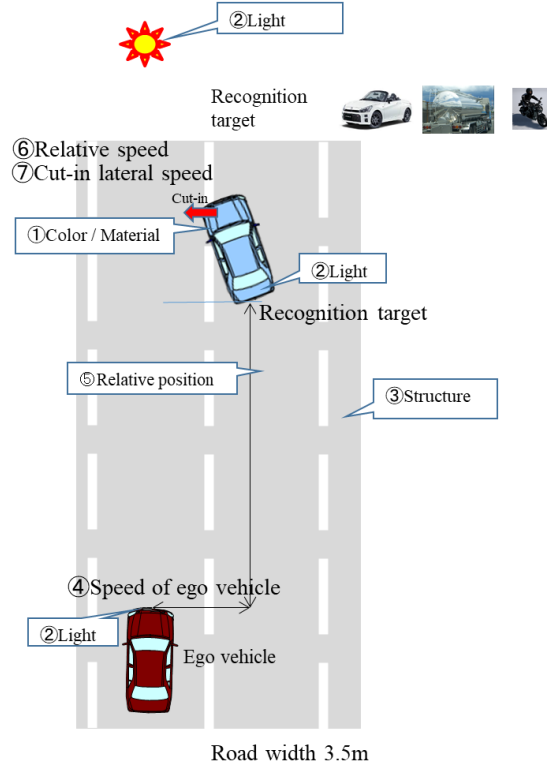 ②Light
Recognition
target
⑥Relative speed
⑦Cut-in lateral speed
Cut-in
①Color / Material
②Light
Recognition target
⑤Relative position
③Structure
④Speed of ego vehicle
②Light
Ego vehicle
Road width 3.5m